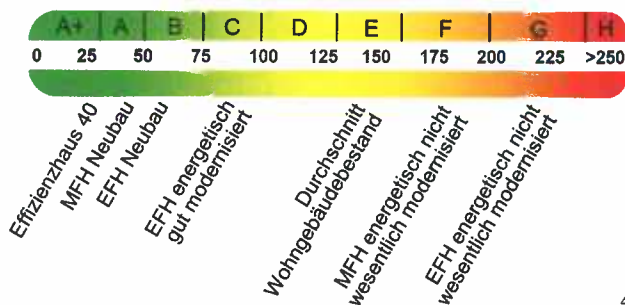 A+ A B C D E F G H
0 25 50 75 100 125 150 175 200 225 >250
Effizienzhaus 40
MFH Neubau
EFH Neubau
EFH energetisch
gut modernisiert
Durchschnitt
Wohngebäudebestand
MFH energetisch nicht
wesentlich modernisiert
EFH energetisch nicht
wesentlich modernisiert